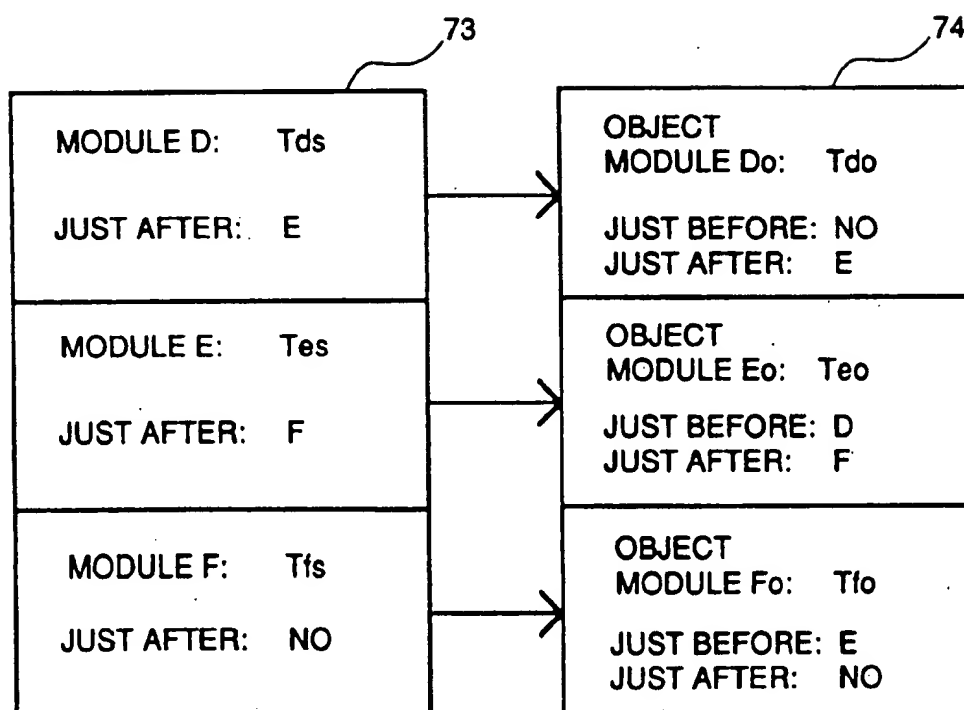 73
MODULE D: Tds
JUST AFTER: E
MODULE E: Tes
JUST AFTER: F
MODULE F: Tfs
JUST AFTER: NO
74
OBJECT
MODULE Do: Tdo
JUST BEFORE: NO
JUST AFTER: E
OBJECT
MODULE Eo: Teo
JUST BEFORE: D
JUST AFTER: F
OBJECT
MODULE Fo: Tfo
JUST BEFORE: E
JUST AFTER: NO